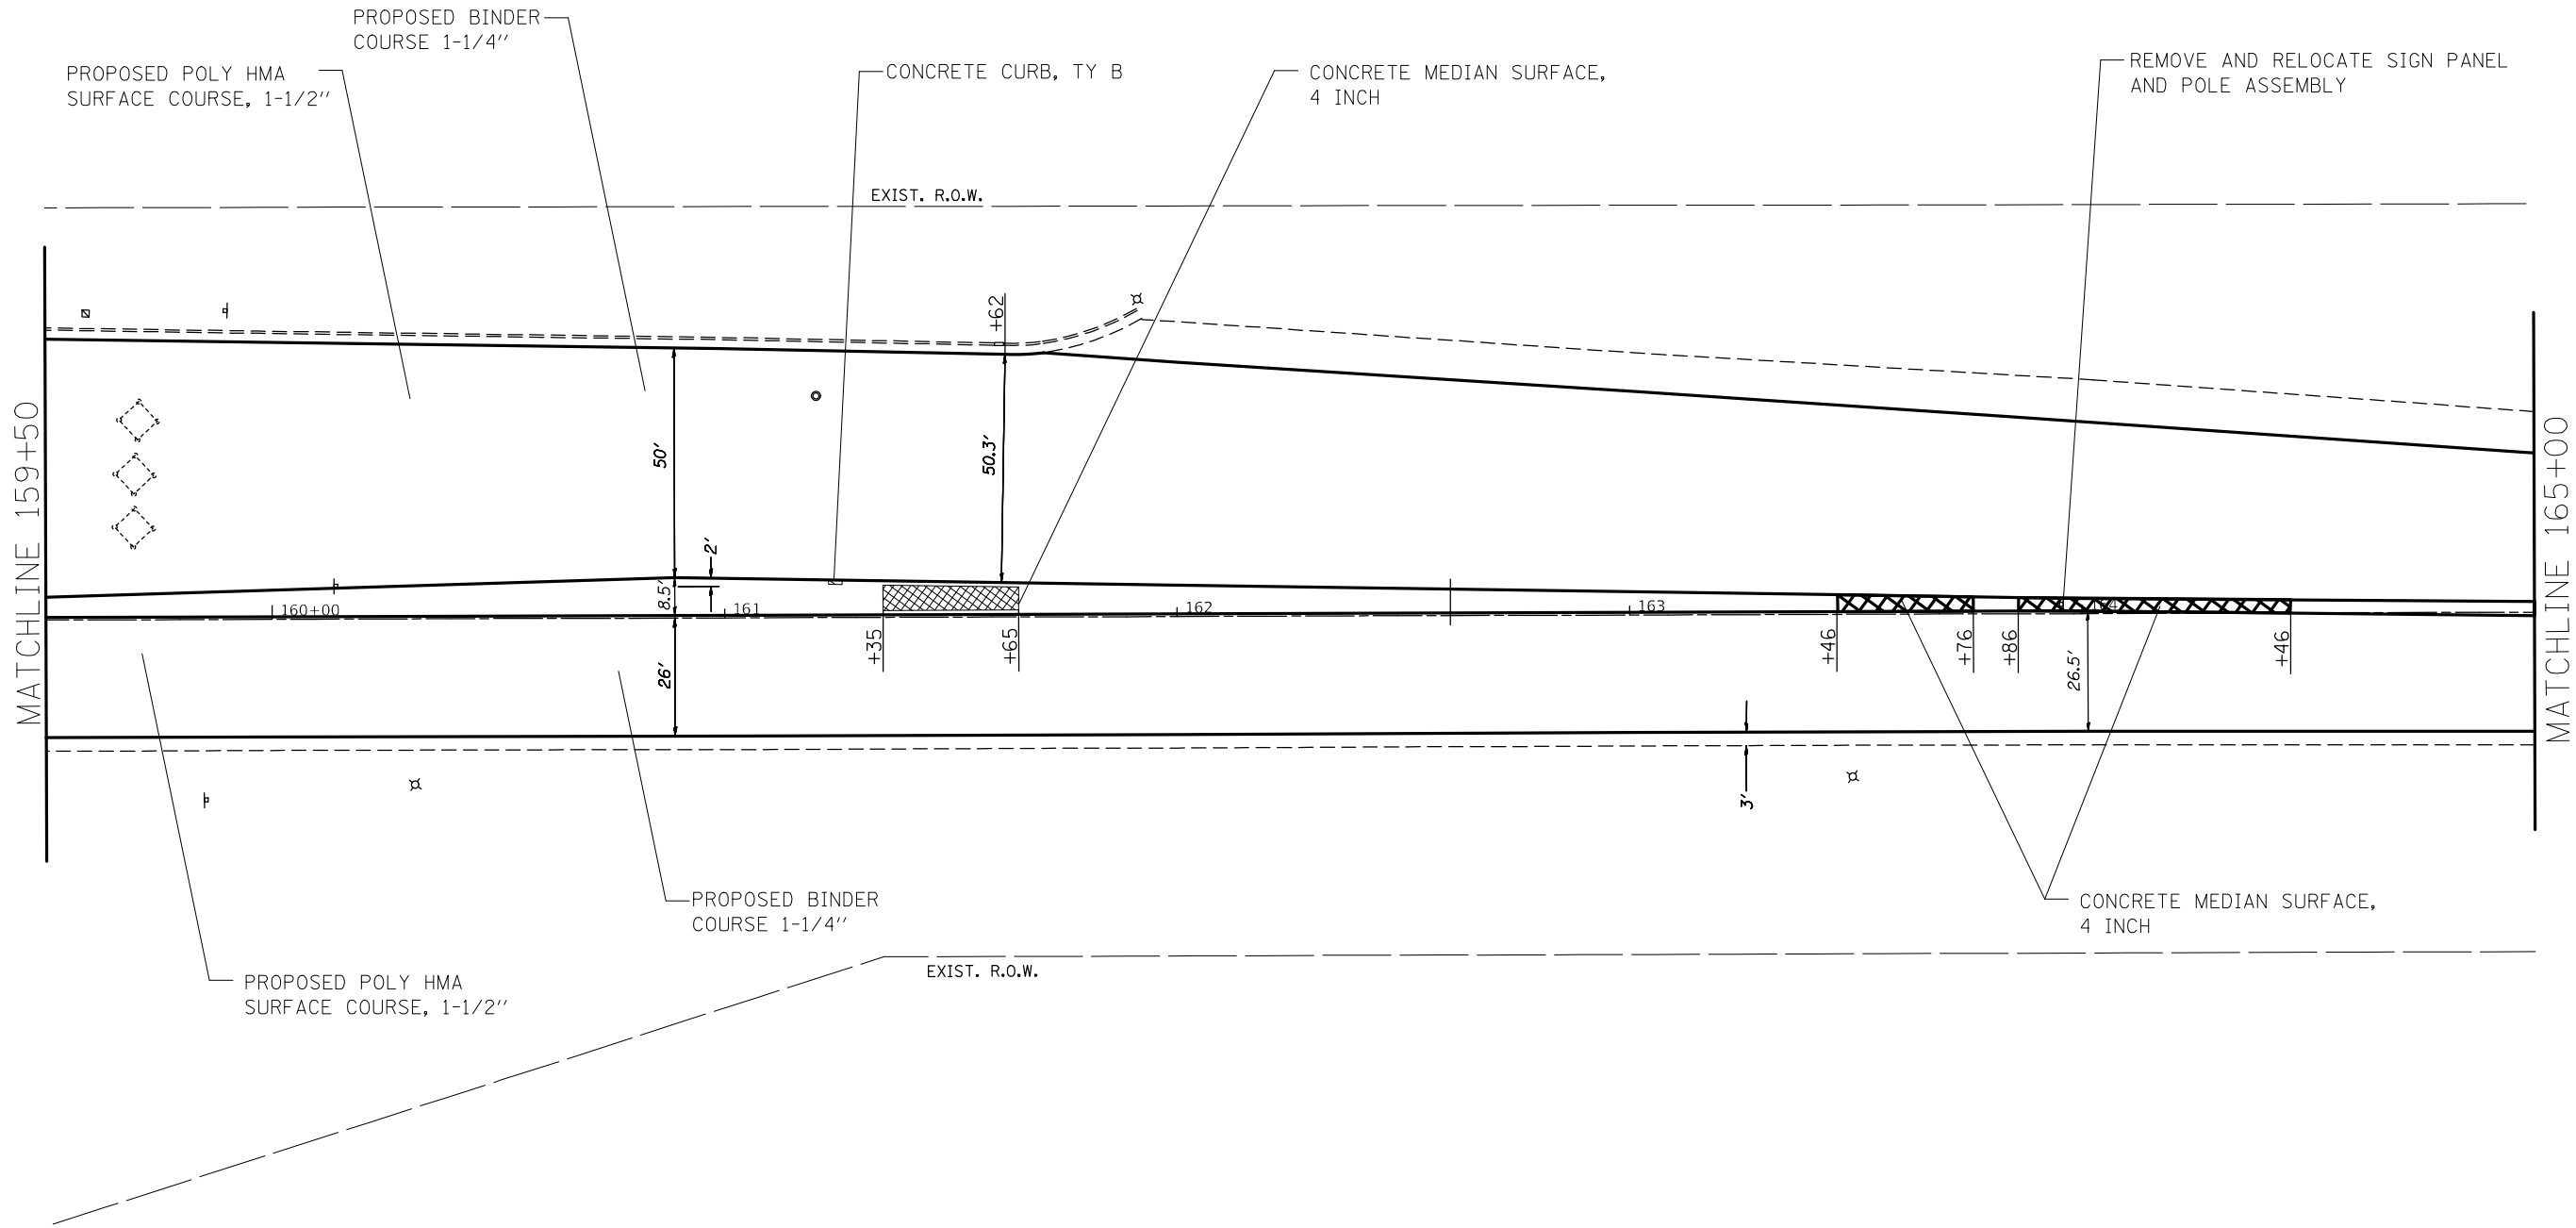 PROPOSED BINDER
COURSE 1-1/4"
PROPOSED POLY HMA
SURFACE COURSE, 1-1/2"
CONCRETE CURB, TY B
CONCRETE MEDIAN SURFACE,
4 INCH
REMOVE AND RELOCATE SIGN PANEL
AND POLE ASSEMBLY
EXIST. R.O.W.
+62
MATCHLINE 159+50
50'
50.3'
2'
8.5'
160+00
161
162
163
164
+35
+65
+46
+76
+86
+46
26'
26.5'
3'
MATCHLINE 165+00
PROPOSED BINDER
COURSE 1-1/4"
CONCRETE MEDIAN SURFACE,
4 INCH
EXIST. R.O.W.
PROPOSED POLY HMA
SURFACE COURSE, 1-1/2"